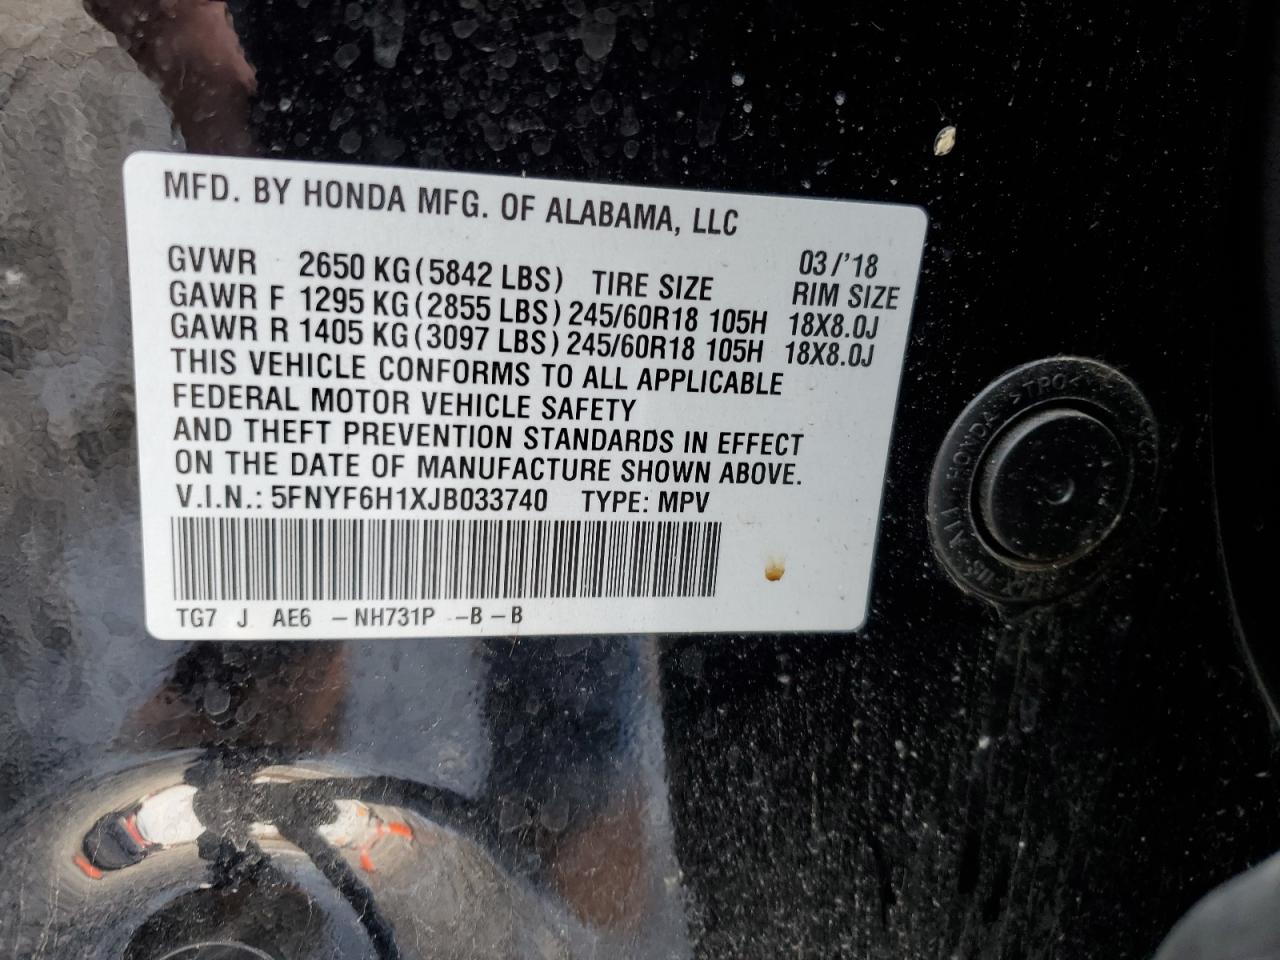 MFD. BY HONDA MFG. OF ALABAMA, LLC
03/'18
GVWR 2650 KG (5842 LBS) TIRE SIZE RIM SIZE
GAWR F 1295 KG (2855 LBS) 245/60R18 105H 18X8.0J
GAWR R 1405 KG (3097 LBS) 245/60R18 105H 18X8.0J
THIS VEHICLE CONFORMS TO ALL APPLICABLE
FEDERAL MOTOR VEHICLE SAFETY
AND THEFT PREVENTION STANDARDS IN EFFECT
ON THE DATE OF MANUFACTURE SHOWN ABOVE.
V.I.N.: 5FNYF6H1XJB033740 TYPE: MPV
TG7 J AE6 -NH731P -B-B
HONDA >TPO<